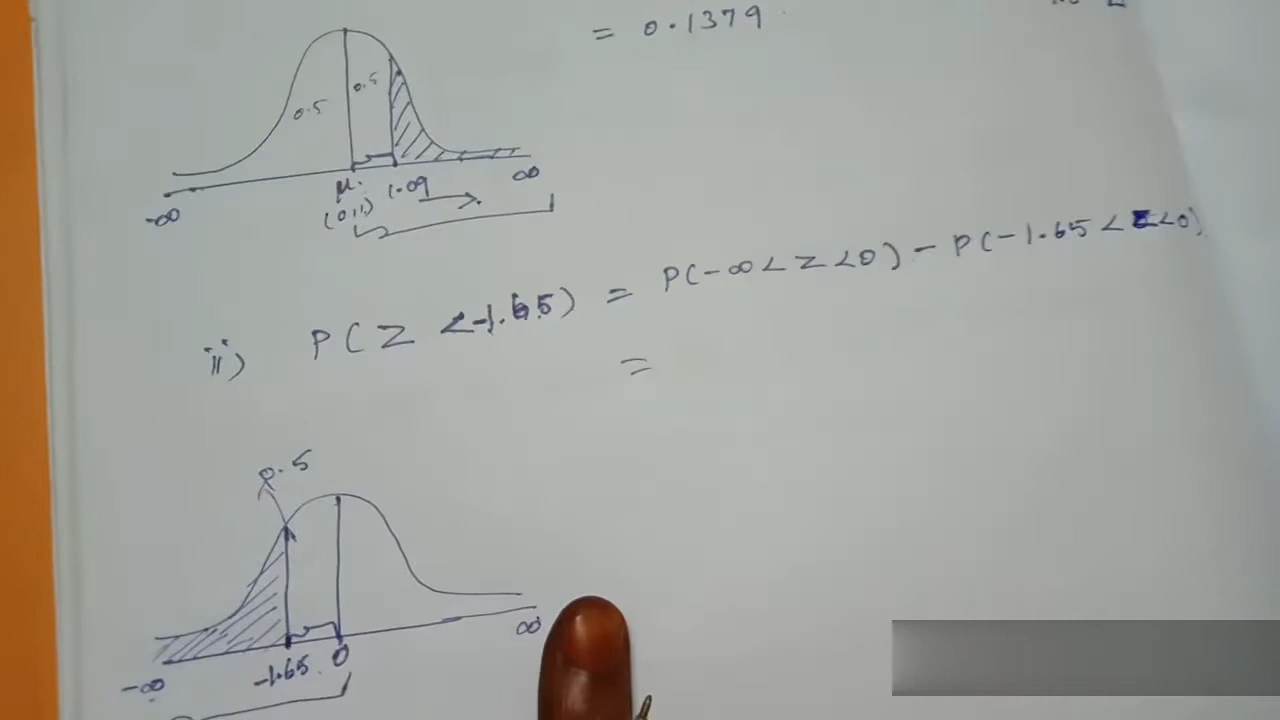 = 0.1379
0.5 0.5
-∞ μ. 1.09 ∞
(0,1)
ii) P(Z <-1.65) = P(-∞<Z<0) - P(-1.65<Z<0)
=
0.5
-∞ -1.65 0 ∞